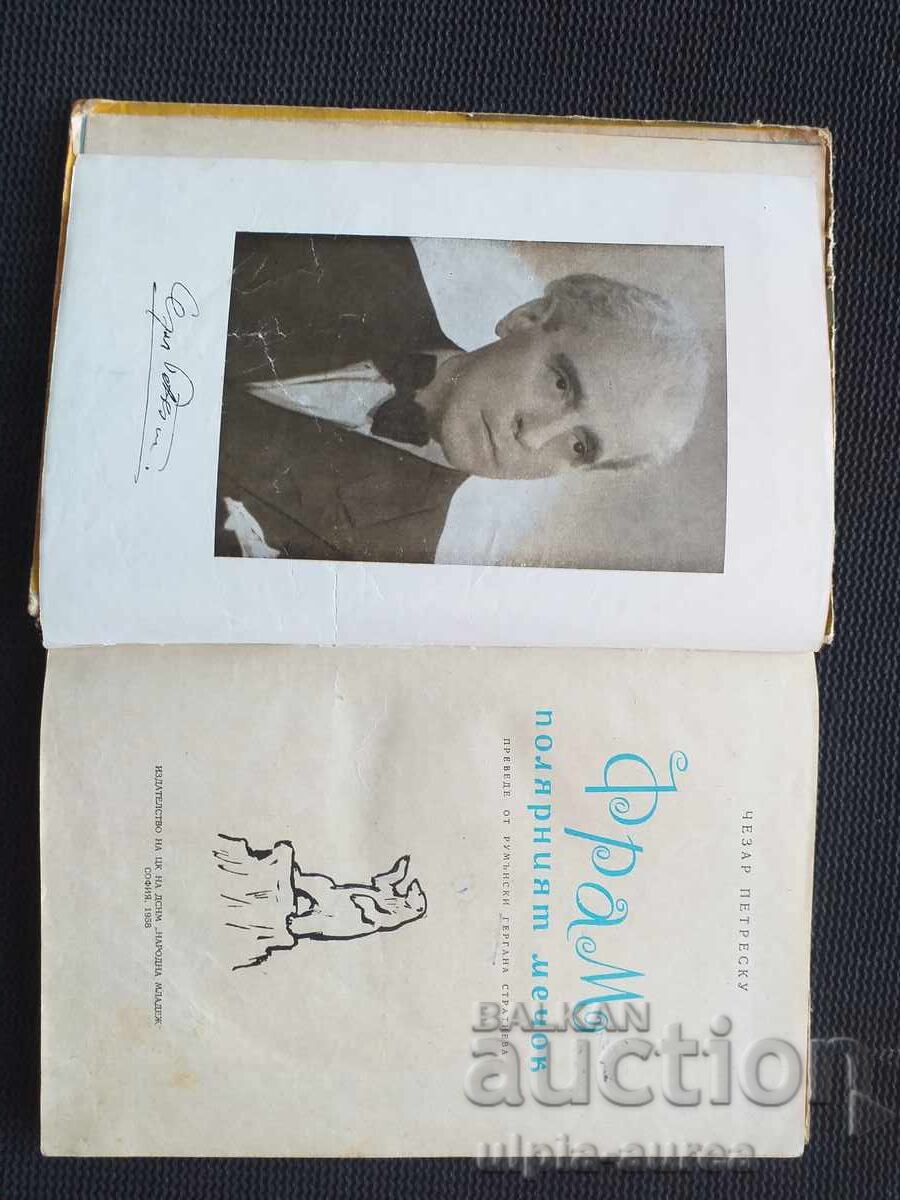 ЧЕЗАР ПЕТРЕСКУ
Фрам
полярният мечок
ПРЕВЕДЕ ОТ РУМЪНСКИ ГЕРГАНА СТРАТИЕВА
ИЗДАТЕЛСТВО НА ЦК НА ДСНМ „НАРОДНА МЛАДЕЖ“
СОФИЯ, 1958
BALKAN
auction
ulpia-aurea